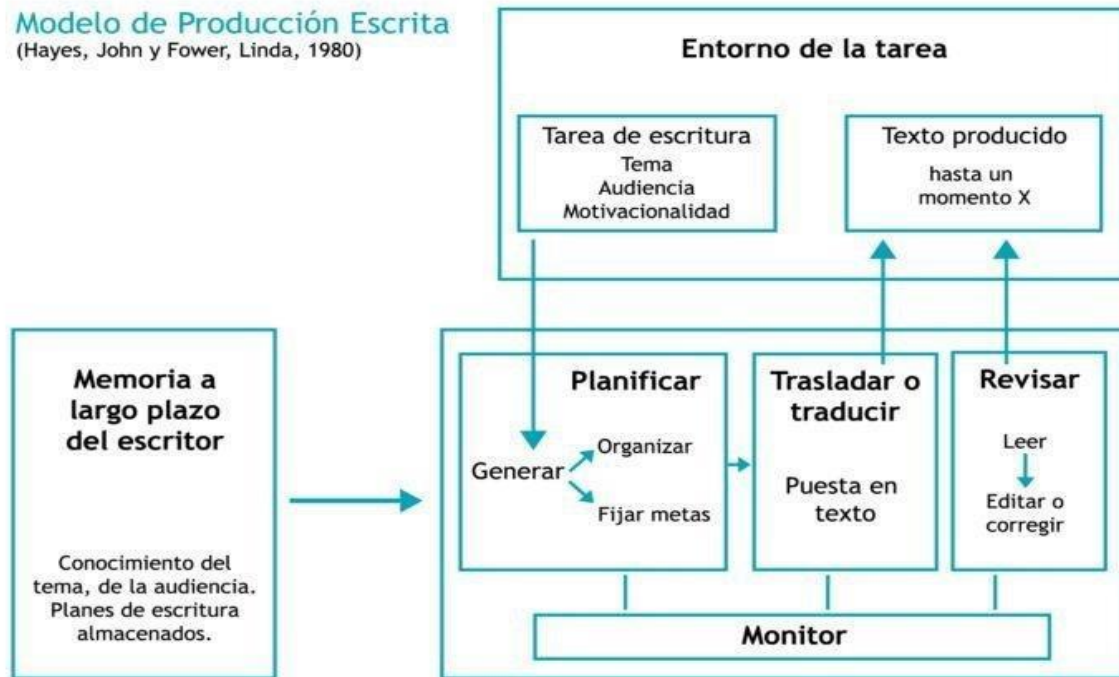 Modelo de Producción Escrita
(Hayes, John y Fower, Linda, 1980)
Entorno de la tarea
Tarea de escritura
Tema
Audiencia
Motivacionalidad
Texto producido
hasta un
momento X
Memoria a
largo plazo
del escritor
Conocimiento del
tema, de la audiencia.
Planes de escritura
almacenados.
Planificar
Generar
Organizar
Fijar metas
Trasladar o
traducir
Puesta en
texto
Revisar
Leer
Editar o
corregir
Monitor